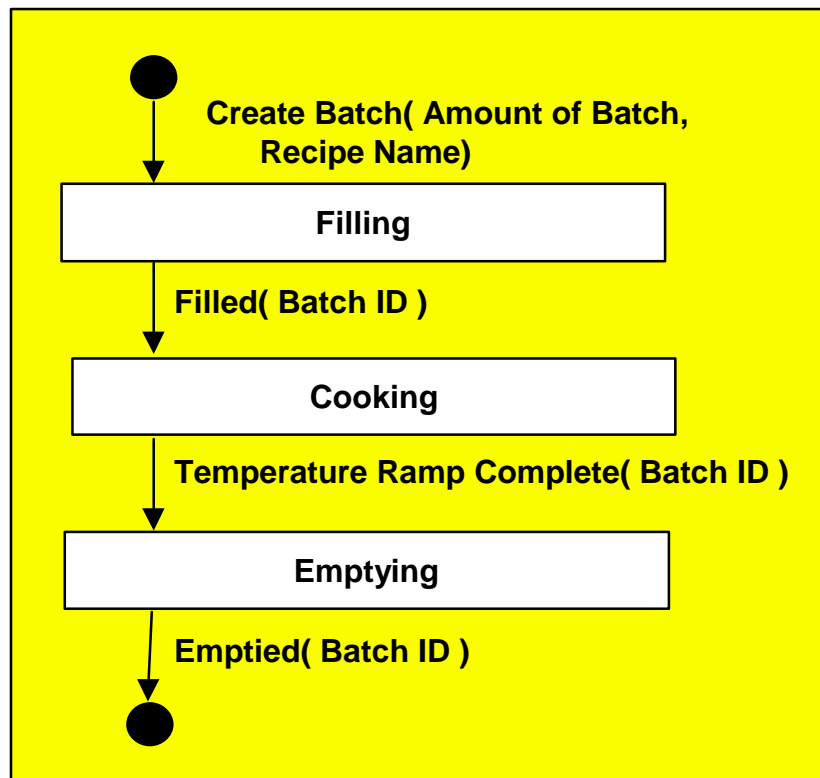 Create Batch( Amount of Batch,
Recipe Name)
Filling
Filled( Batch ID )
Cooking
Temperature Ramp Complete( Batch ID )
Emptying
Emptied( Batch ID )